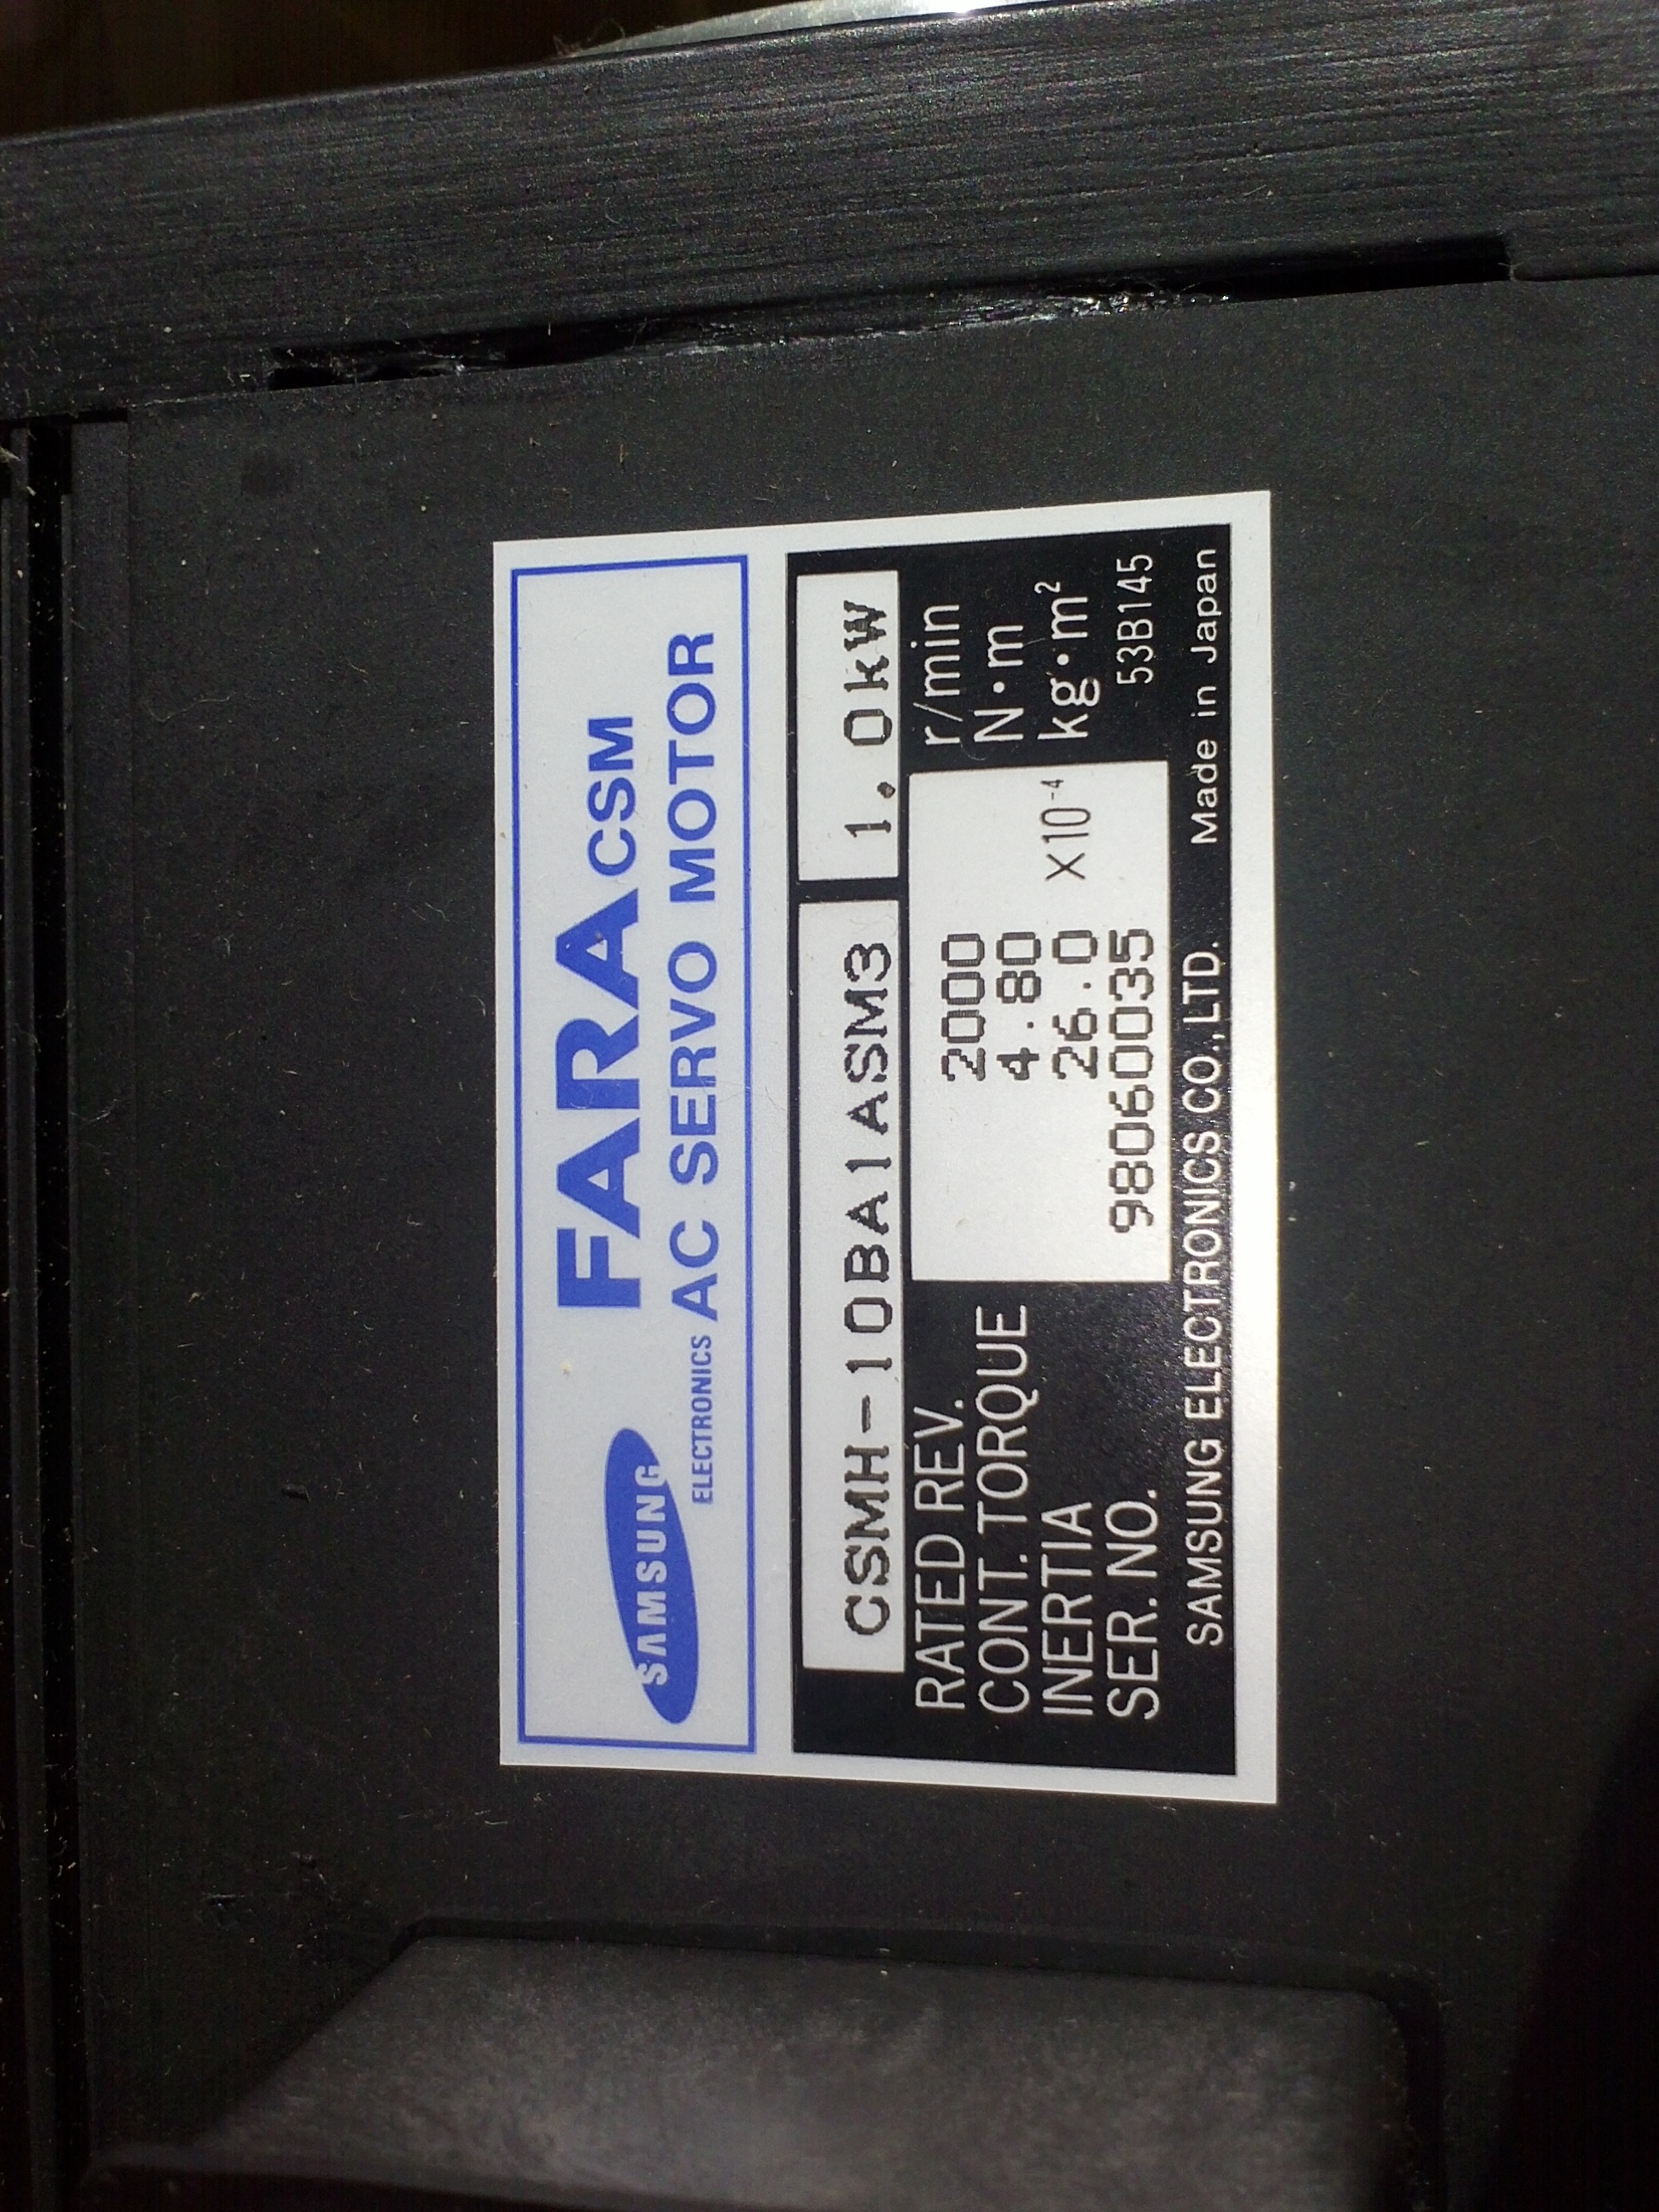 SAMSUNG
ELECTRONICS
FARA CSM
AC SERVO MOTOR
CSMH-10BA1ASM3 1.0kW
RATED REV. 2000 r/min
CONT. TORQUE 4.80 N·m
INERTIA 26.0 ×10⁻⁴ kg·m²
SER. NO. 98060035 53B145
SAMSUNG ELECTRONICS CO.,LTD. Made in Japan